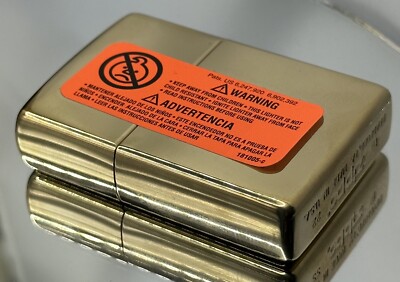 Pats. US 6,247,920 6,902,392
WARNING
• KEEP AWAY FROM CHILDREN • THIS LIGHTER IS NOT
CHILD RESISTANT • IGNITE LIGHTER AWAY FROM FACE
READ INSTRUCTIONS BEFORE USING
ADVERTENCIA
• MANTENER ALEJADO DE LOS NIÑOS • ESTE ENCENDEDOR NO ES A PRUEBA DE
NIÑOS • ENCENDER ALEJADO DE LA CARA • CERRAR LA TAPA PARA APAGAR LA
LLAMA • LEER LAS INSTRUCCIONES ANTES DE USAR
181005-c